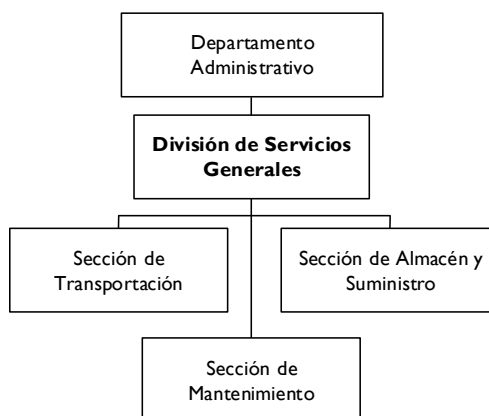 Departamento
Administrativo
División de Servicios
Generales
Sección de
Transportación
Sección de Almacén y
Suministro
Sección de
Mantenimiento